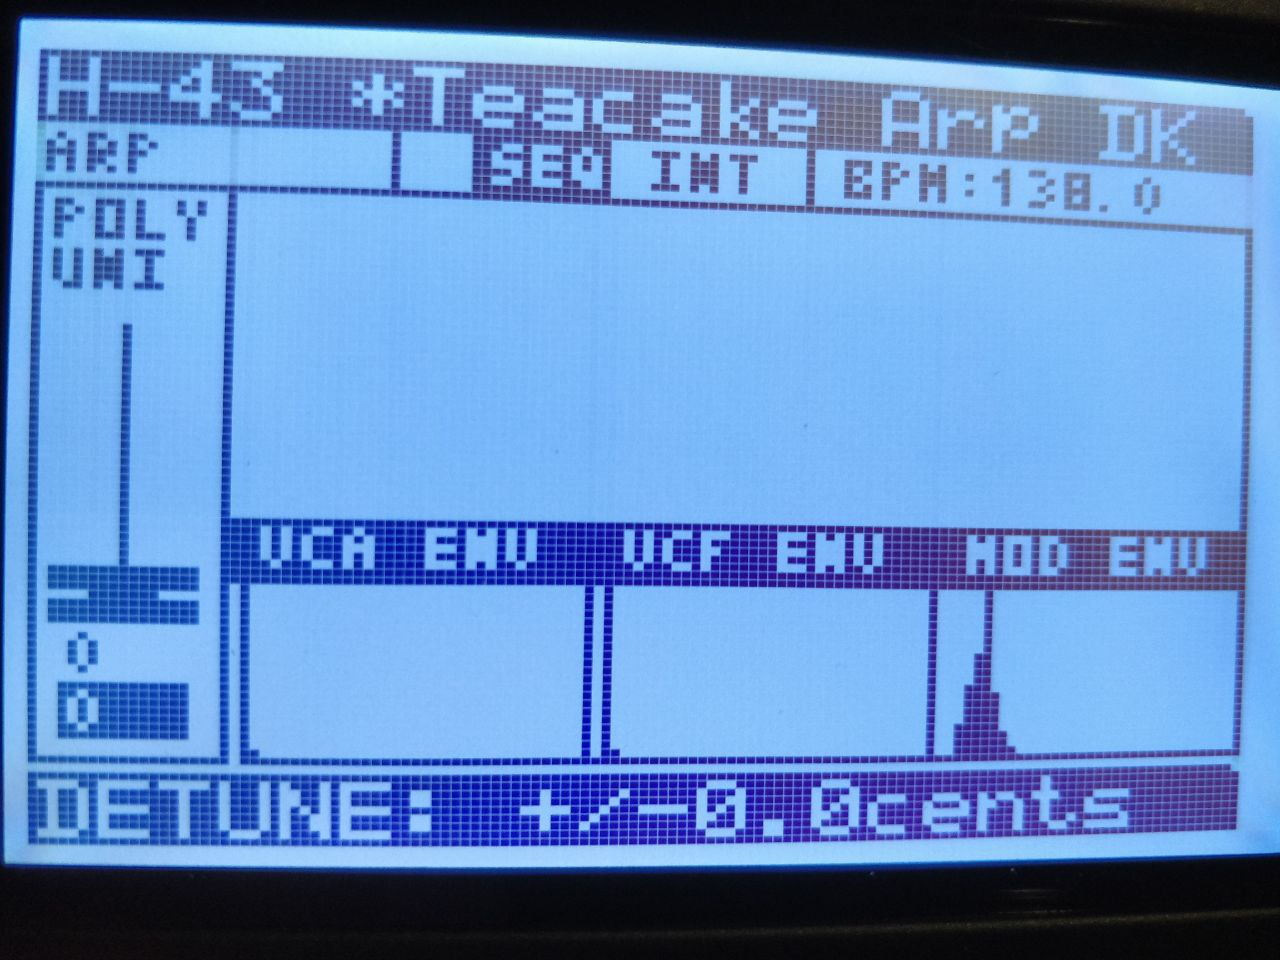 H-43 *Teacake Arp DK
ARP SEQ INT BPM:138.0
POLY
UNI
VCA ENV VCF ENV MOD ENV
0
0
DETUNE: +/-0.0cents